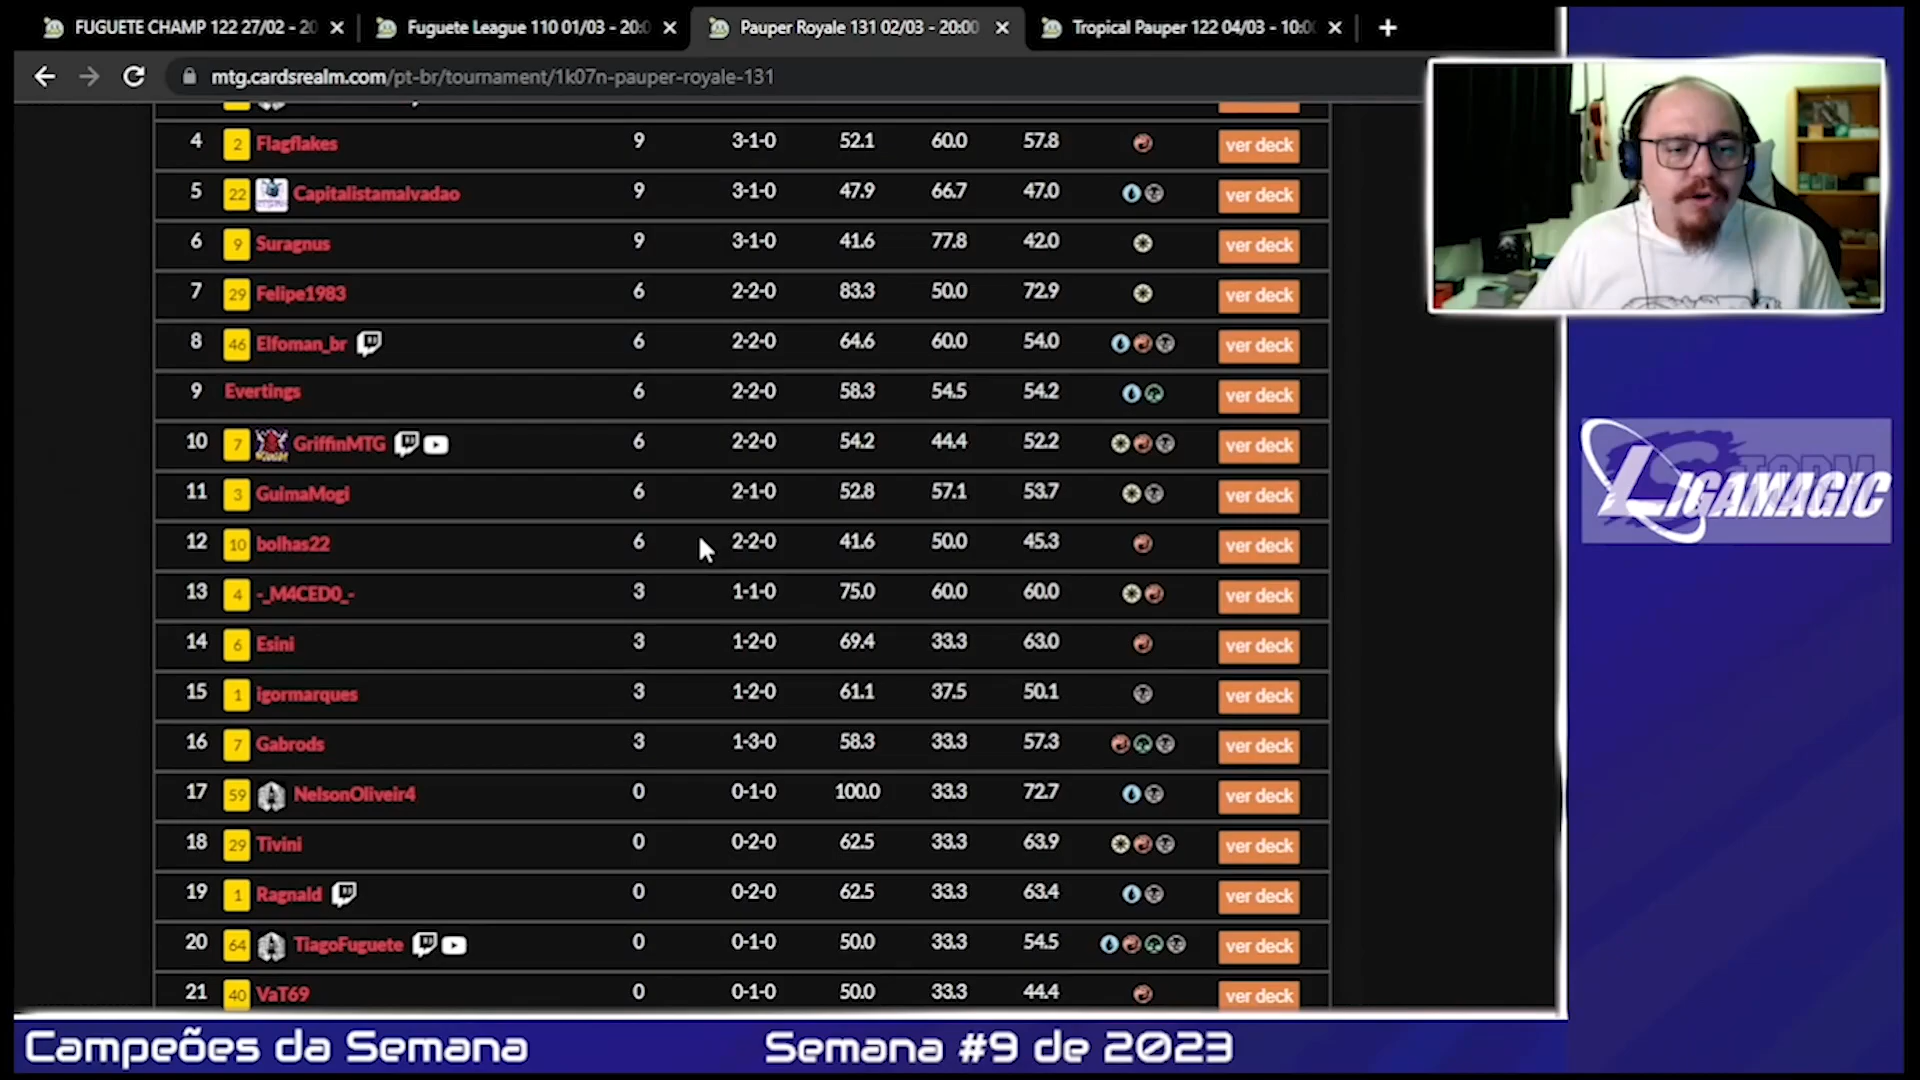 FUGUETE CHAMP 122 27/02 - 20
Fuguete League 110 01/03 - 20:0
Pauper Royale 131 02/03 - 20:00
Tropical Pauper 122 04/03 - 10:0
mtg.cardsrealm.com/pt-br/tournament/1k07n-pauper-royale-131
4 2 Flagflakes 9 3-1-0 52.1 60.0 57.8 ver deck
5 22 Capitalistamalvadao 9 3-1-0 47.9 66.7 47.0 ver deck
6 9 Suragnus 9 3-1-0 41.6 77.8 42.0 ver deck
7 29 Felipe1983 6 2-2-0 83.3 50.0 72.9 ver deck
8 46 Elfoman_br 6 2-2-0 64.6 60.0 54.0 ver deck
9 Evertings 6 2-2-0 58.3 54.5 54.2 ver deck
10 7 GriffinMTG 6 2-2-0 54.2 44.4 52.2 ver deck
11 3 GuimaMogi 6 2-1-0 52.8 57.1 53.7 ver deck
12 10 bolhas22 6 2-2-0 41.6 50.0 45.3 ver deck
13 4 -_M4CED0_- 3 1-1-0 75.0 60.0 60.0 ver deck
14 6 Esini 3 1-2-0 69.4 33.3 63.0 ver deck
15 1 igormarques 3 1-2-0 61.1 37.5 50.1 ver deck
16 7 Gabrods 3 1-3-0 58.3 33.3 57.3 ver deck
17 59 NelsonOliveir4 0 0-1-0 100.0 33.3 72.7 ver deck
18 29 Tivini 0 0-2-0 62.5 33.3 63.9 ver deck
19 1 Ragnald 0 0-2-0 62.5 33.3 63.4 ver deck
20 64 TiagoFuguete 0 0-1-0 50.0 33.3 54.5 ver deck
21 40 VaT69 0 0-1-0 50.0 33.3 44.4 ver deck
STORM
LIGAMAGIC
Campeões da Semana
Semana #9 de 2023